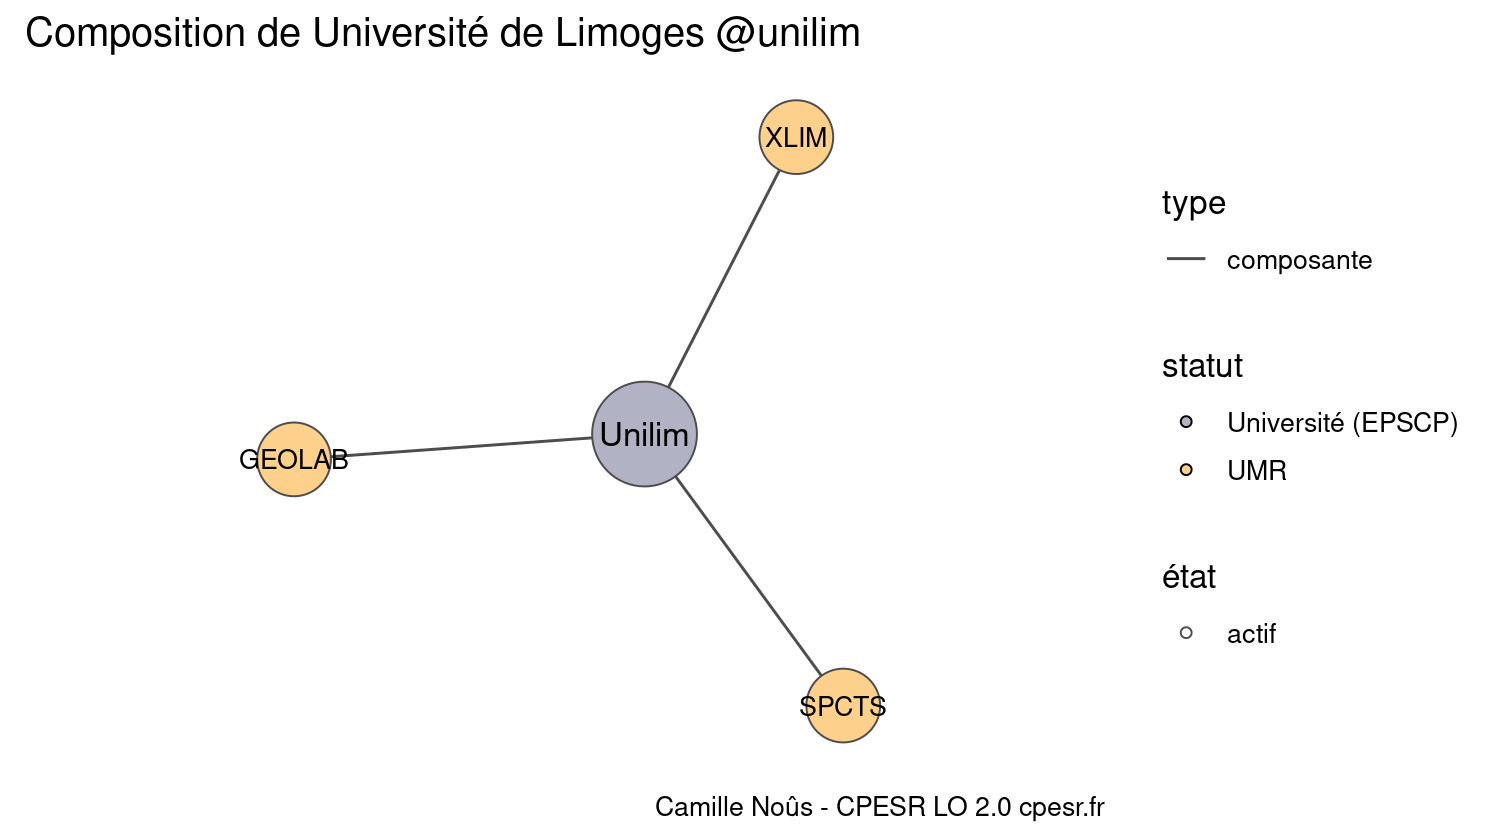 Composition de Université de Limoges @unilim
XLIM
Unilim
GEOLAB
SPCTS
type
composante
statut
Université (EPSCP)
UMR
état
actif
Camille Noûs - CPESR LO 2.0 cpesr.fr